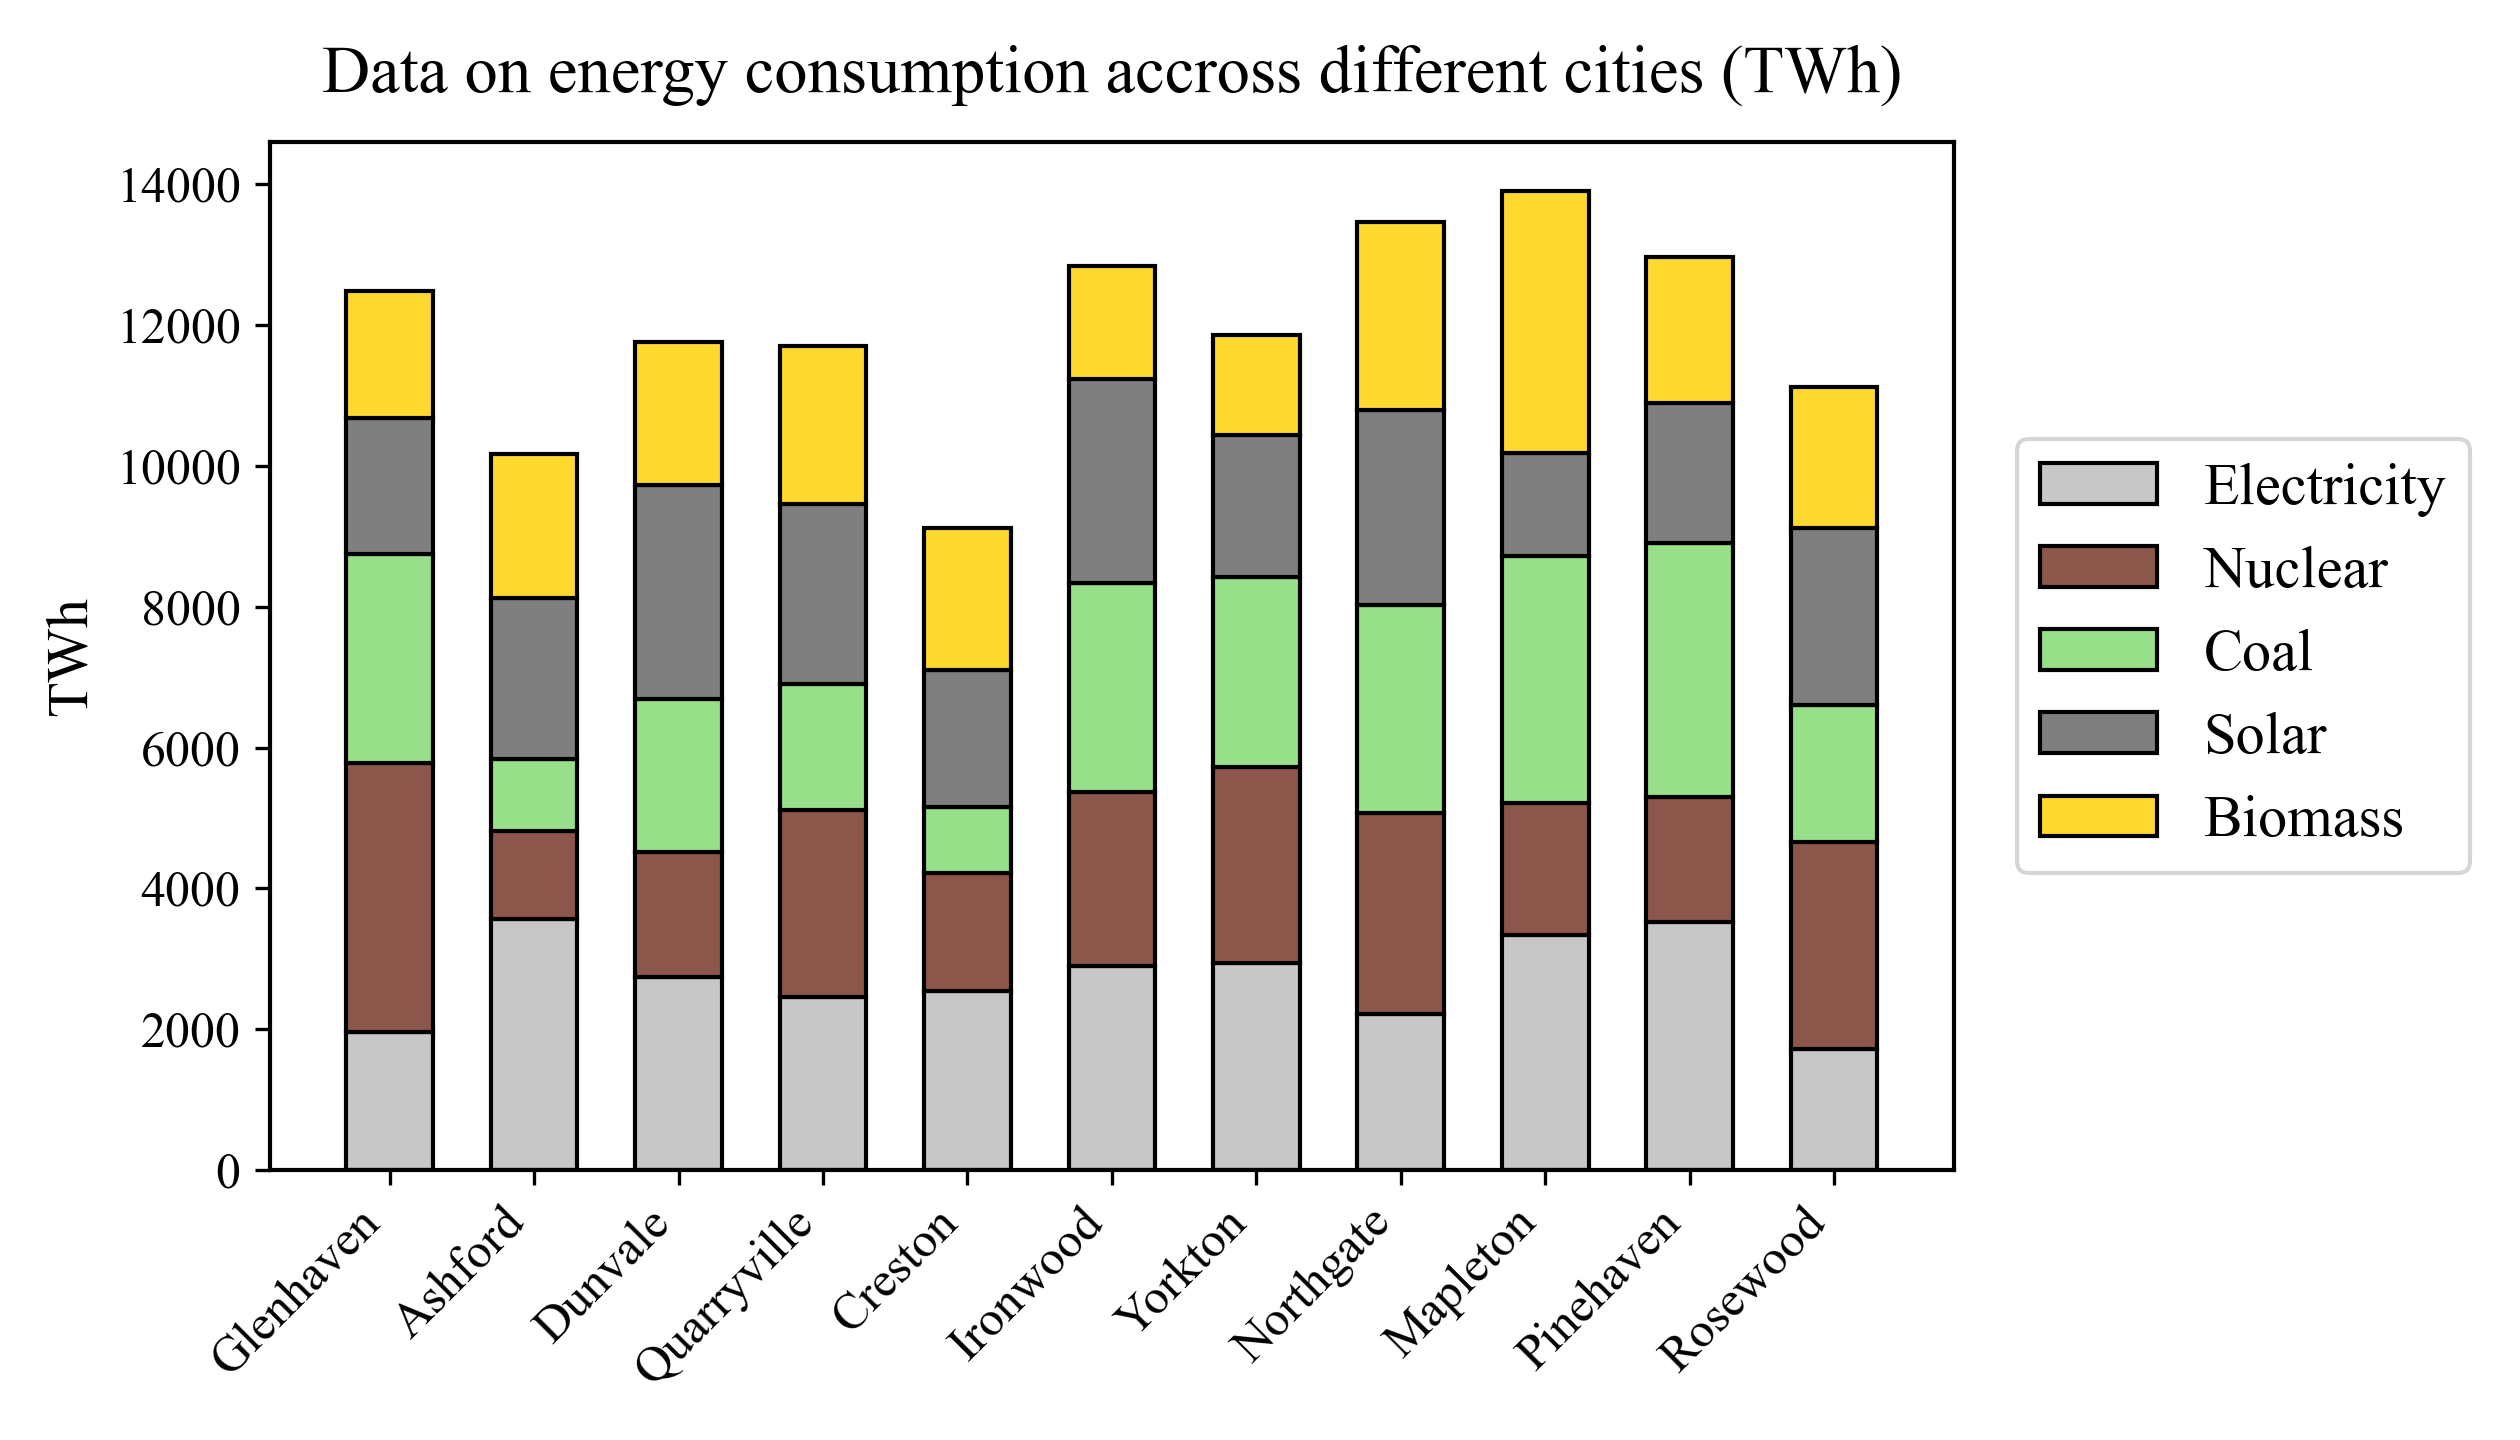 Data on energy consumption accross different cities (TWh)
14000
12000
10000
8000
6000
4000
2000
0
TWh
Electricity
Nuclear
Coal
Solar
Biomass
Glenhaven
Ashford
Dunvale
Quarryville
Creston
Ironwood
Yorkton
Northgate
Mapleton
Pinehaven
Rosewood